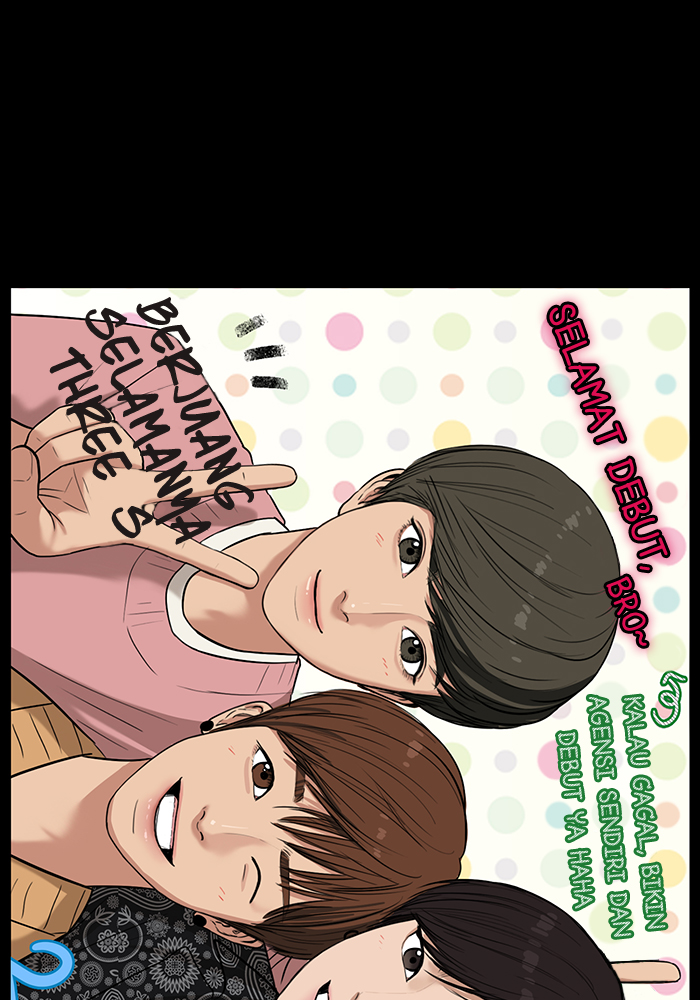 SELAMAT DEBUT, BRO~
KALAU GAGAL, BIKIN
AGENSI SENDIRI DAN
DEBUT YA HAHA
BERJUANG
SELAMANYA
THREE S